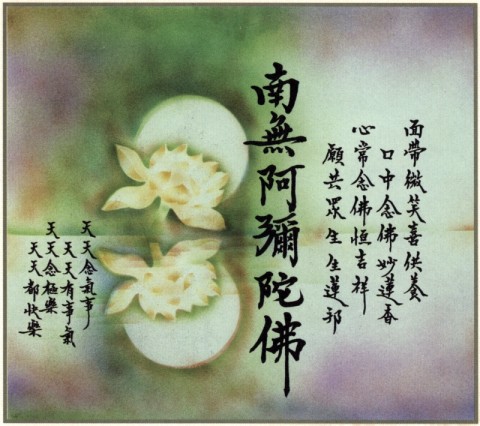 面帶微笑喜供養
口中念佛妙蓮香
心常念佛恒吉祥
願共眾生生蓮邦
南無阿彌陀佛
天天念氣事
天天有事氣
天天念極樂
天天都快樂